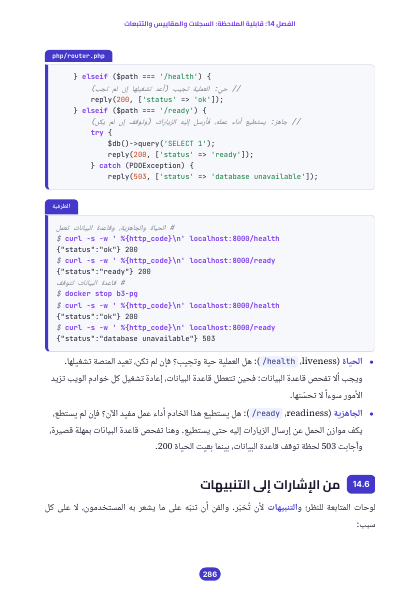 الفصل 14: قابلية الملاحظة: السجلات والمقاييس والتتبعات
php/router.php
} elseif ($path === '/health') {
// حي: العملية تجيب (أعد تشغيلها إن لم تجب)
reply(200, ['status' => 'ok']);
} elseif ($path === '/ready') {
// جاهز: يستطيع أداء عمله، فأرسل إليه الزيارات (وتوقف إن لم يكن)
try {
$db()->query('SELECT 1');
reply(200, ['status' => 'ready']);
} catch (PDOException) {
reply(503, ['status' => 'database unavailable']);
الطرفية
# الحياة والجاهزية، وقاعدة البيانات تعمل
$ curl -s -w ' %{http_code}\n' localhost:8000/health
{"status":"ok"} 200
$ curl -s -w ' %{http_code}\n' localhost:8000/ready
{"status":"ready"} 200
# قاعدة البيانات تتوقف
$ docker stop b3-pg
$ curl -s -w ' %{http_code}\n' localhost:8000/health
{"status":"ok"} 200
$ curl -s -w ' %{http_code}\n' localhost:8000/ready
{"status":"database unavailable"} 503
• الحياة (liveness، /health): هل العملية حية وتجيب؟ فإن لم تكن، تعيد المنصة تشغيلها.
ويجب ألا تفحص قاعدة البيانات: فحين تتعطل قاعدة البيانات، إعادة تشغيل كل خوادم الويب تزيد
الأمور سوءاً لا تحسّنها.
• الجاهزية (readiness، /ready): هل يستطيع هذا الخادم أداء عمل مفيد الآن؟ فإن لم يستطع،
يكف موازن الحمل عن إرسال الزيارات إليه حتى يستطيع. وهنا تفحص قاعدة البيانات بمهلة قصيرة،
وأجابت 503 لحظة توقف قاعدة البيانات، بينما بقيت الحياة 200.
14.6 من الإشارات إلى التنبيهات
لوحات المتابعة للنظر؛ والتنبيهات لأن تُخبَر. والفن أن تنبّه على ما يشعر به المستخدمون، لا على كل
سبب:
286